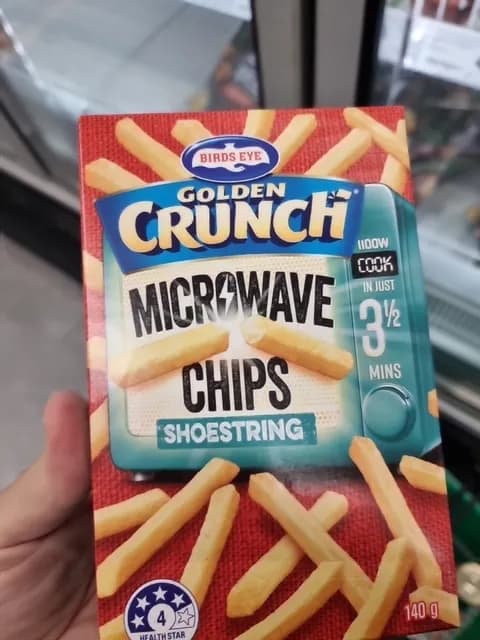 BIRDS EYE
GOLDEN
CRUNCH
MICROWAVE
CHIPS
SHOESTRING
1100W
COOK
IN JUST
3½
MINS
4
HEALTH STAR
140 g